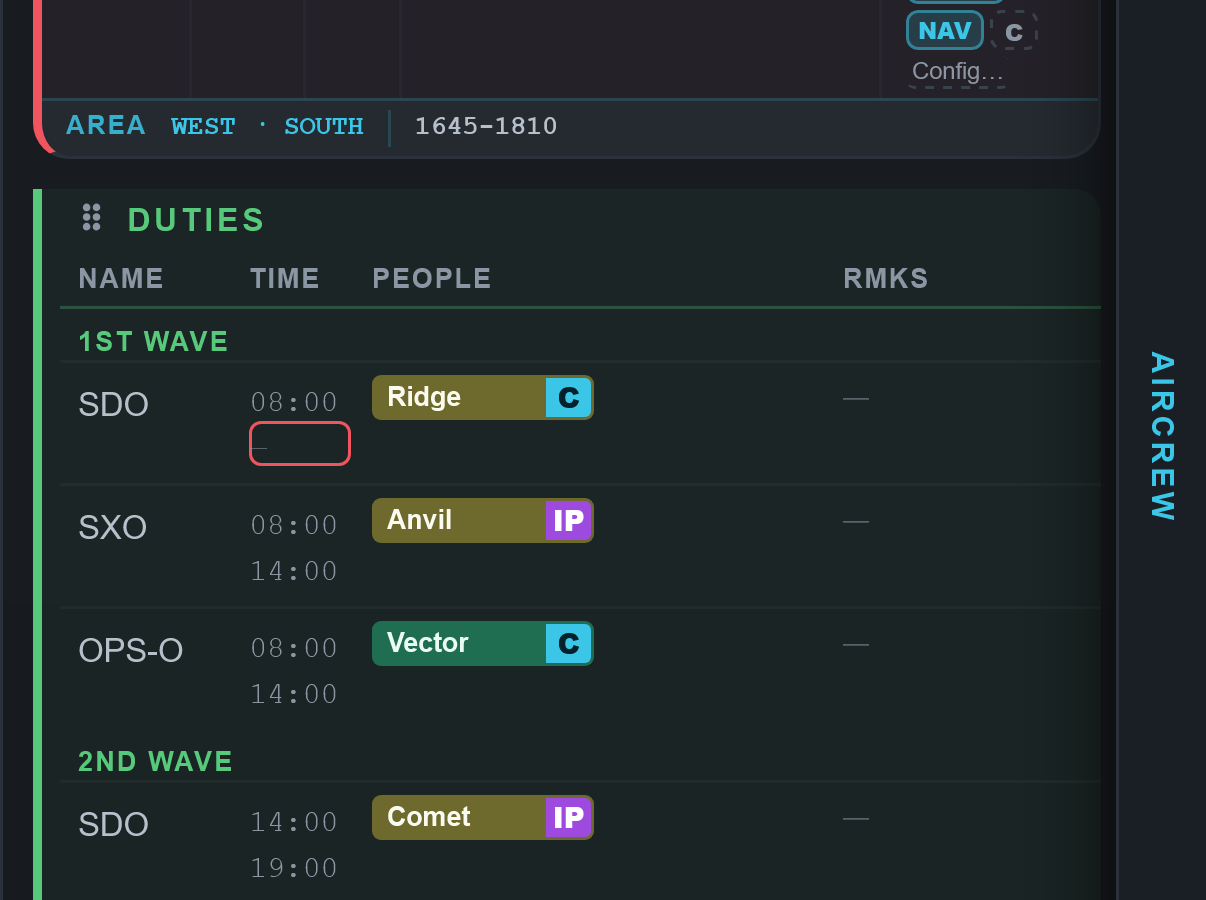 NAV C
Config…
AREA WEST · SOUTH 1645–1810
DUTIES
NAME TIME PEOPLE RMKS
1ST WAVE
SDO 08:00 Ridge C —
—
SXO 08:00 Anvil IP —
14:00
OPS-O 08:00 Vector C —
14:00
2ND WAVE
SDO 14:00 Comet IP —
19:00
AIRCREW